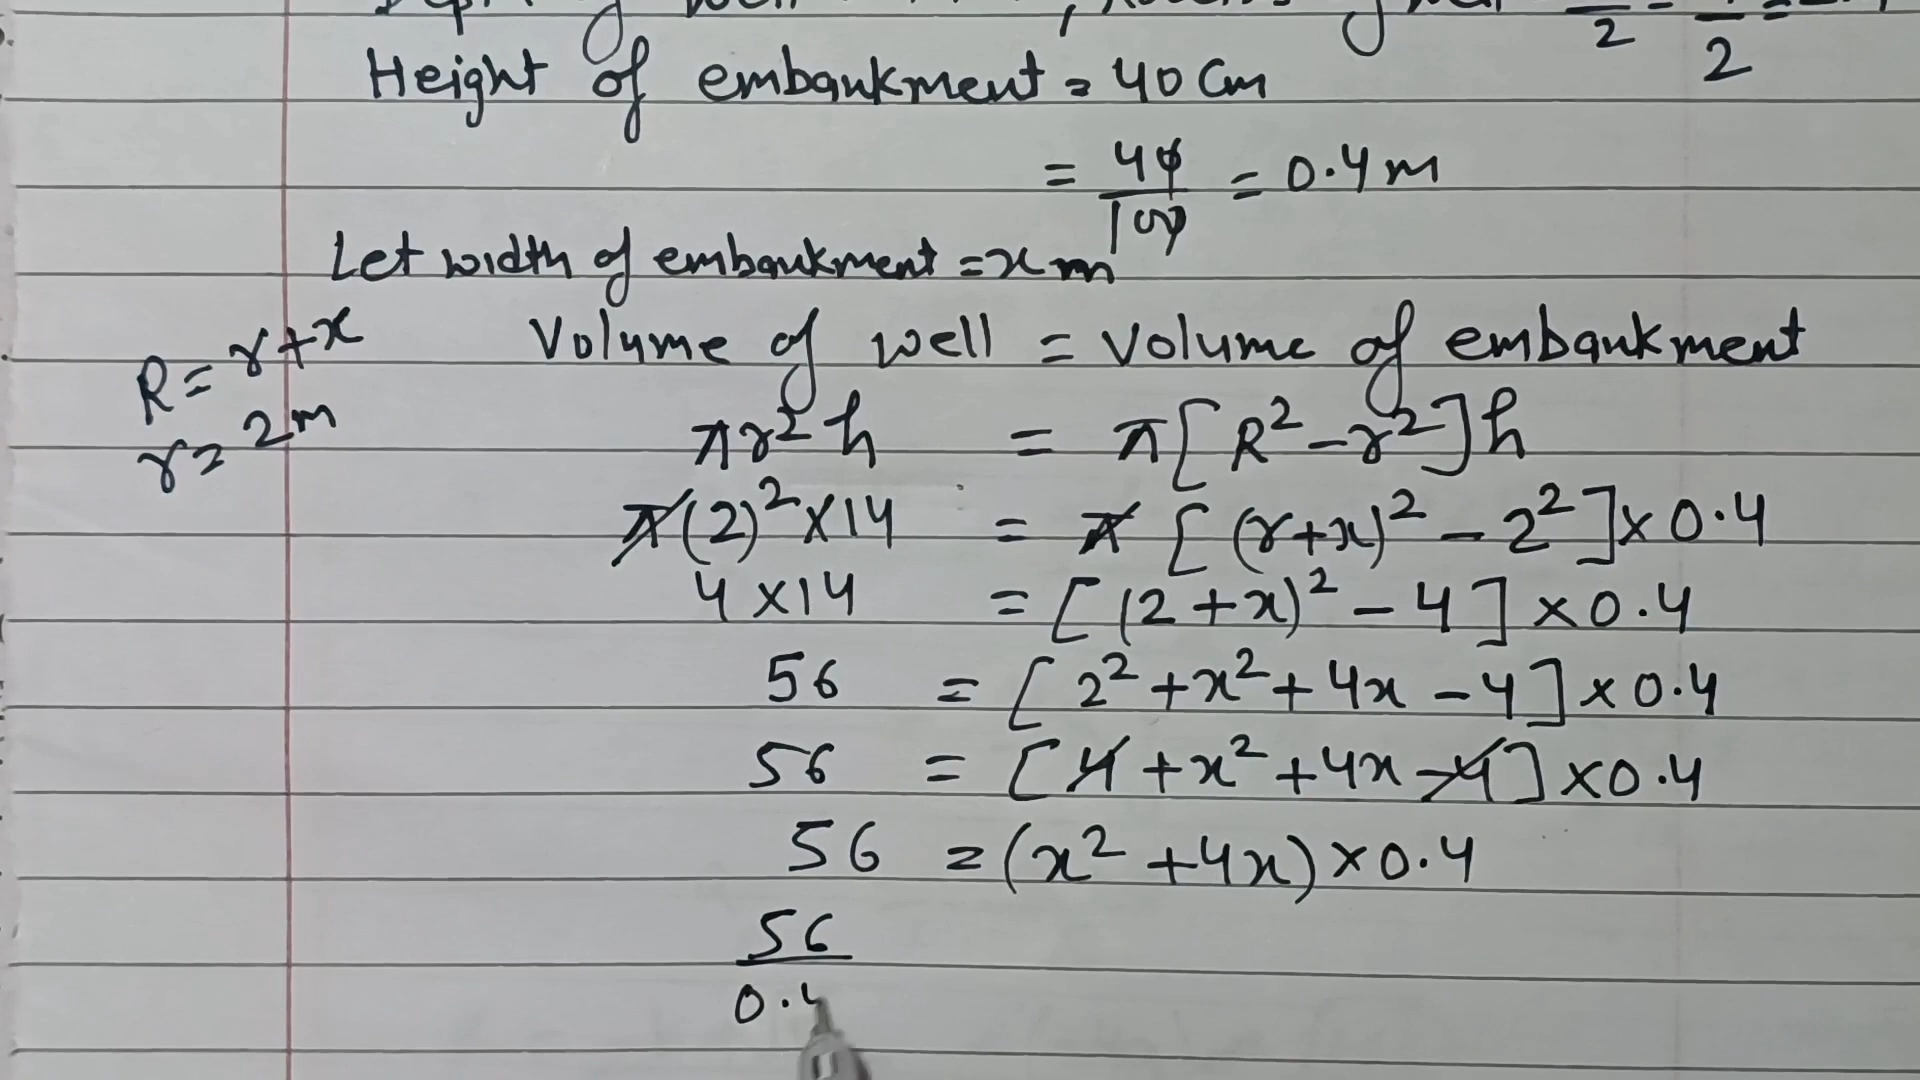 Height of embankment = 40 Cm
= 40/100 = 0.4 m
Let width of embankment = x m
R = r + x
r = 2 m
Volume of well = Volume of embankment
πr²h = π[R² - r²]h
π(2)² × 14 = π[(r+x)² - 2²] × 0.4
4 × 14 = [(2+x)² - 4] × 0.4
56 = [2² + x² + 4x - 4] × 0.4
56 = [4 + x² + 4x - 4] × 0.4
56 = (x² + 4x) × 0.4
56/0.4